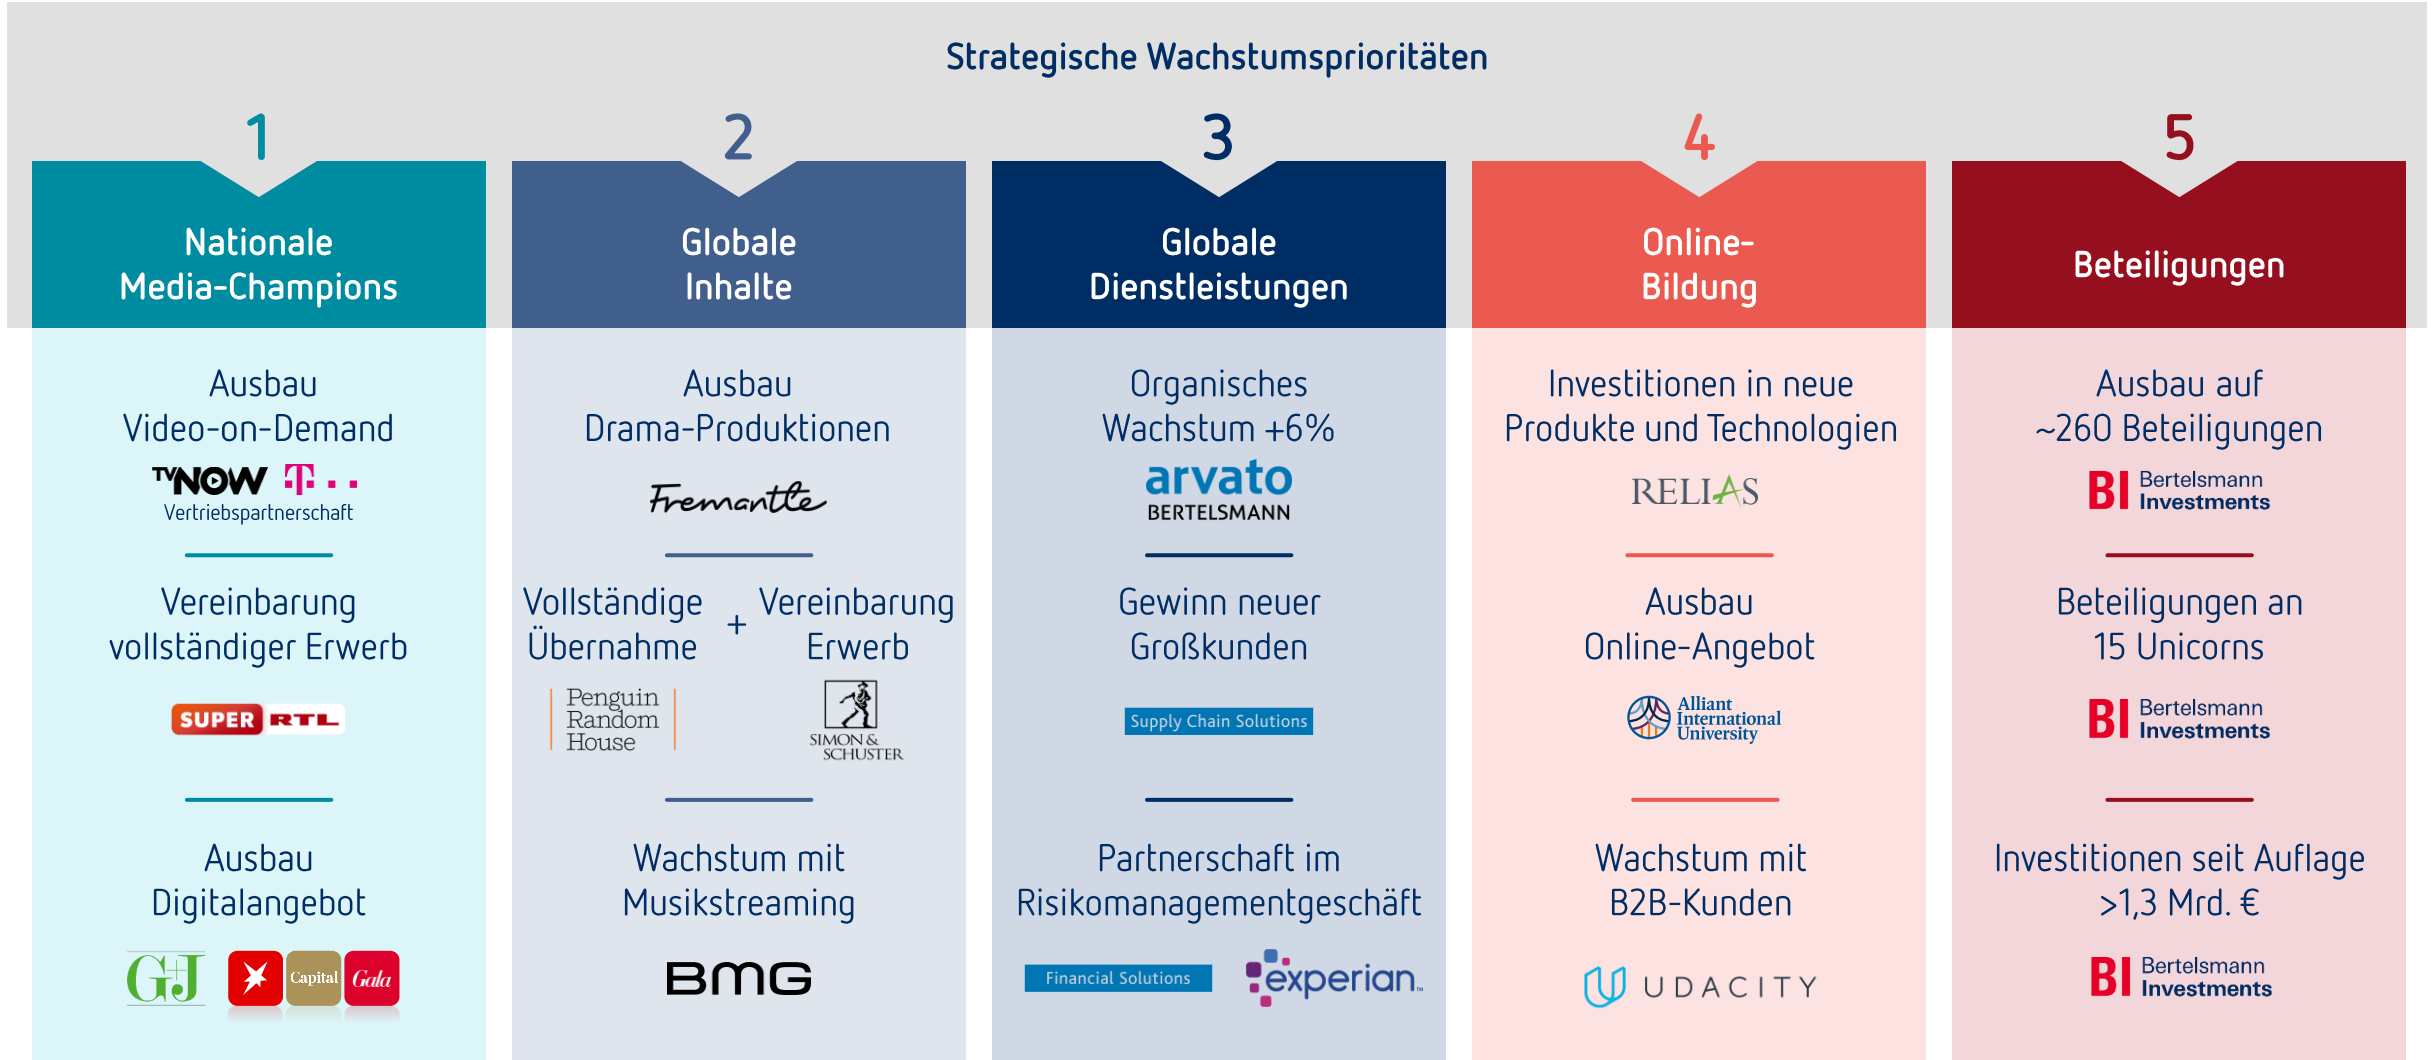 Strategische Wachstumsprioritäten
1
Nationale
Media-Champions
Ausbau
Video-on-Demand
TVNOW T
Vertriebspartnerschaft
Vereinbarung
vollständiger Erwerb
SUPER RTL
Ausbau
Digitalangebot
G+J Capital Gala
2
Globale
Inhalte
Ausbau
Drama-Produktionen
Fremantle
Vollständige
Übernahme
+
Vereinbarung
Erwerb
Penguin
Random
House
SIMON &
SCHUSTER
Wachstum mit
Musikstreaming
BMG
3
Globale
Dienstleistungen
Organisches
Wachstum +6%
arvato
BERTELSMANN
Gewinn neuer
Großkunden
Supply Chain Solutions
Partnerschaft im
Risikomanagementgeschäft
Financial Solutions
experian™
4
Online-
Bildung
Investitionen in neue
Produkte und Technologien
RELIAS
Ausbau
Online-Angebot
Alliant
International
University
Wachstum mit
B2B-Kunden
UDACITY
5
Beteiligungen
Ausbau auf
~260 Beteiligungen
BI Bertelsmann
Investments
Beteiligungen an
15 Unicorns
BI Bertelsmann
Investments
Investitionen seit Auflage
>1,3 Mrd. €
BI Bertelsmann
Investments